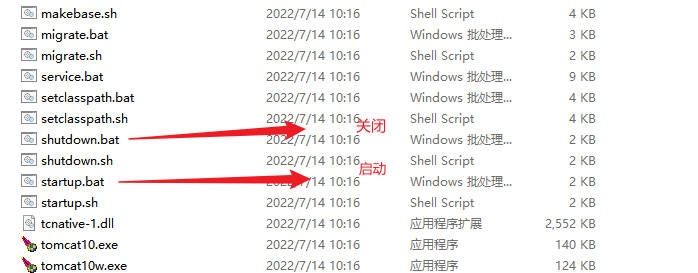 makebase.sh 2022/7/14 10:16 Shell Script 4 KB
migrate.bat 2022/7/14 10:16 Windows 批处理... 3 KB
migrate.sh 2022/7/14 10:16 Shell Script 2 KB
service.bat 2022/7/14 10:16 Windows 批处理... 9 KB
setclasspath.bat 2022/7/14 10:16 Windows 批处理... 4 KB
setclasspath.sh 2022/7/14 10:16 Shell Script 4 KB
关闭
shutdown.bat 2022/7/14 10:16 Windows 批处理... 2 KB
shutdown.sh 2022/7/14 10:16 Shell Script 2 KB
启动
startup.bat 2022/7/14 10:16 Windows 批处理... 2 KB
startup.sh 2022/7/14 10:16 Shell Script 2 KB
tcnative-1.dll 2022/7/14 10:16 应用程序扩展 2,552 KB
tomcat10.exe 2022/7/14 10:16 应用程序 140 KB
tomcat10w.exe 2022/7/14 10:16 应用程序 124 KB